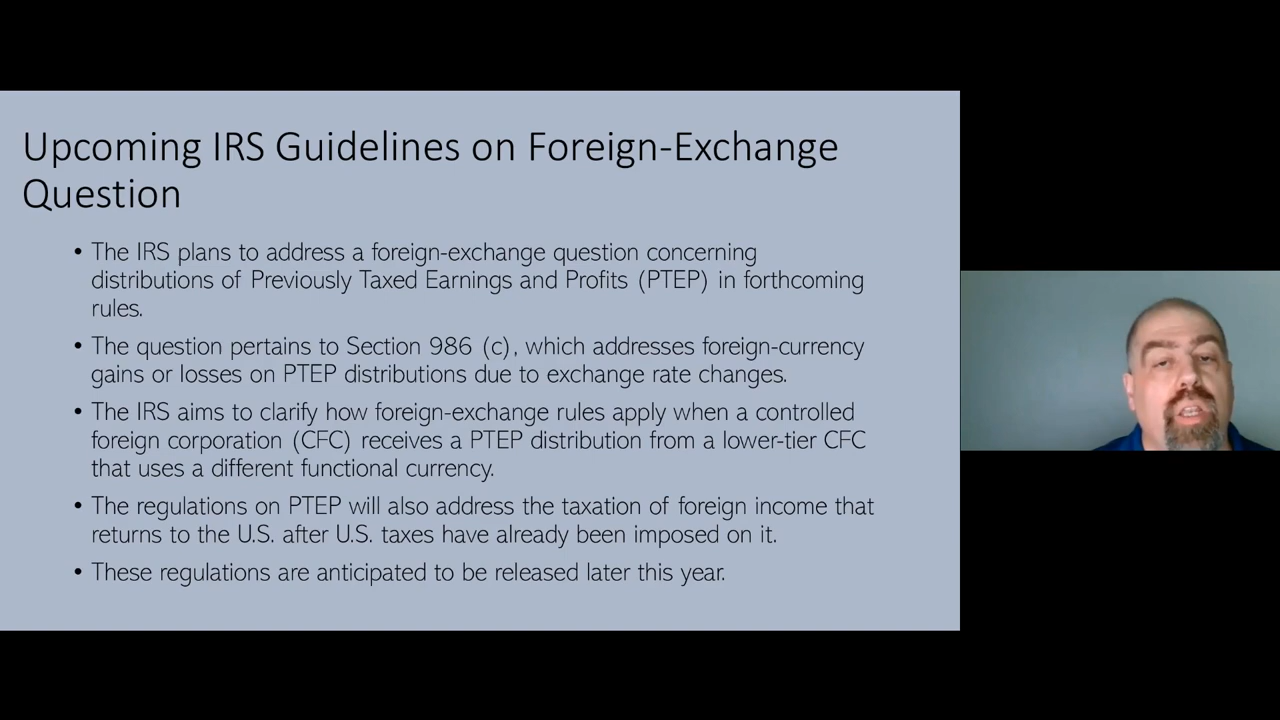 Upcoming IRS Guidelines on Foreign-Exchange
Question
• The IRS plans to address a foreign-exchange question concerning
distributions of Previously Taxed Earnings and Profits (PTEP) in forthcoming
rules.
• The question pertains to Section 986 (c), which addresses foreign-currency
gains or losses on PTEP distributions due to exchange rate changes.
• The IRS aims to clarify how foreign-exchange rules apply when a controlled
foreign corporation (CFC) receives a PTEP distribution from a lower-tier CFC
that uses a different functional currency.
• The regulations on PTEP will also address the taxation of foreign income that
returns to the U.S. after U.S. taxes have already been imposed on it.
• These regulations are anticipated to be released later this year.